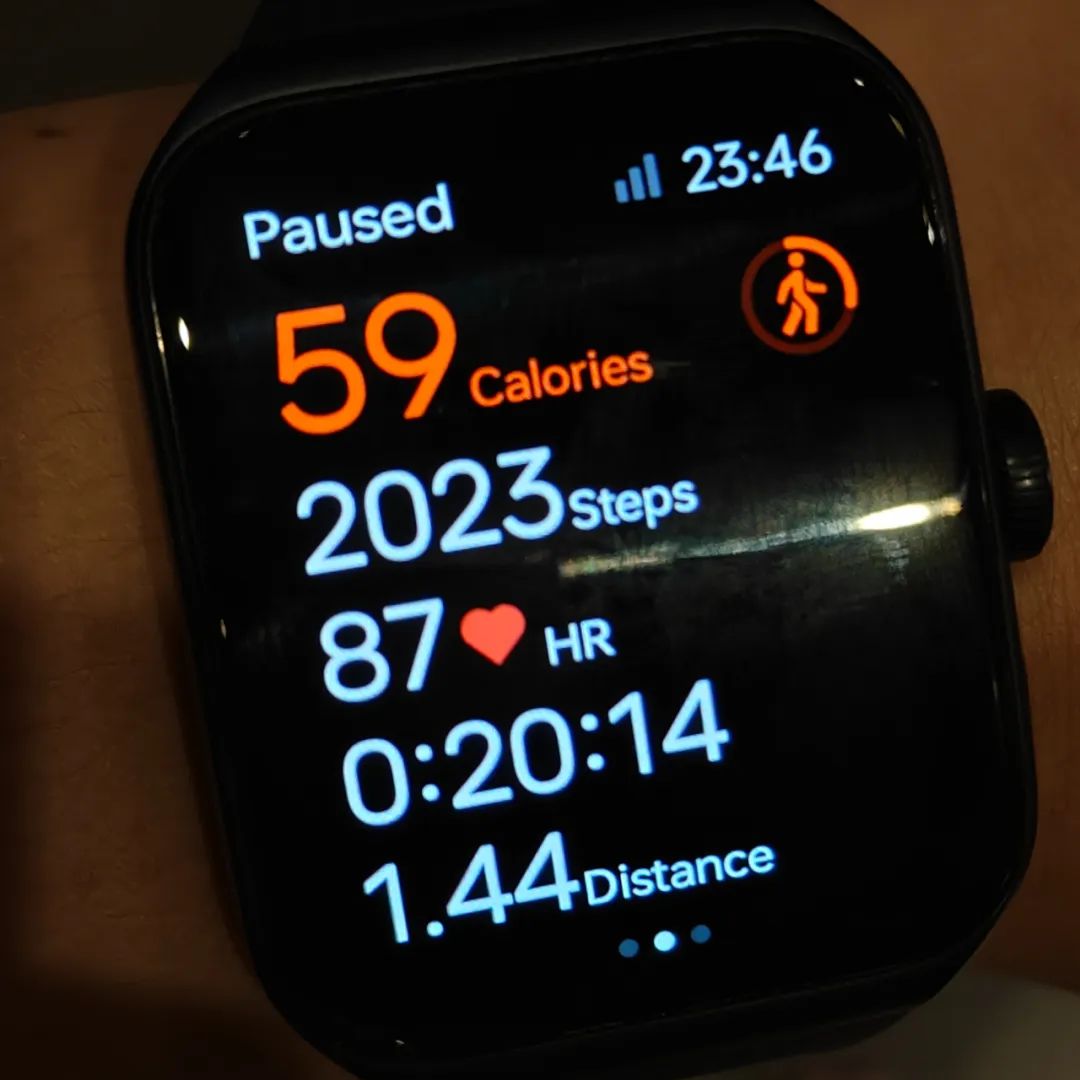 Paused 23:46
59 Calories
2023 Steps
87 HR
0:20:14
1.44 Distance